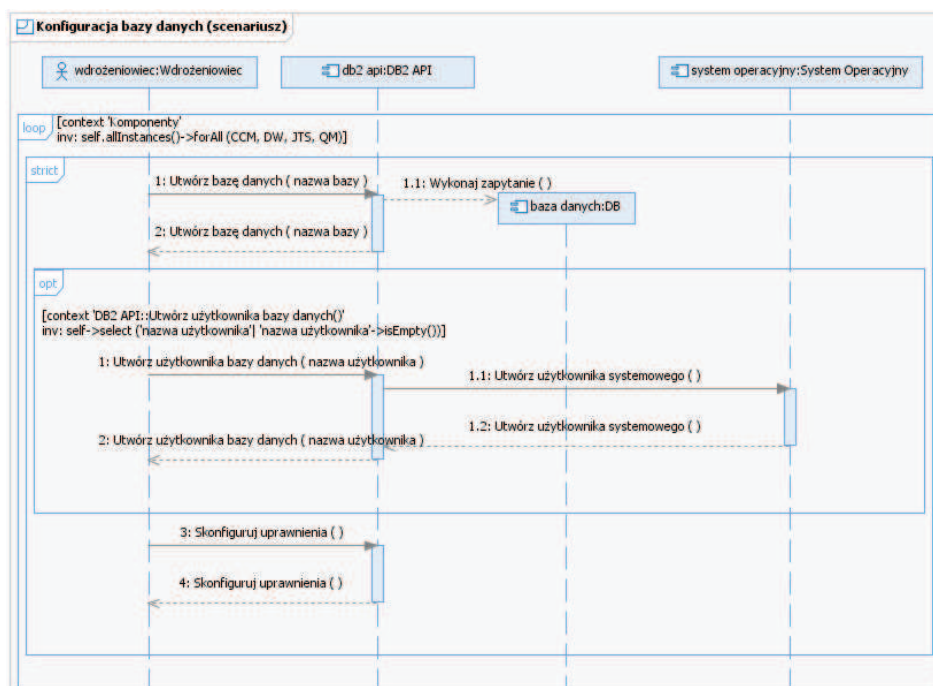 Konfiguracja bazy danych (scenariusz)
wdrożeniowiec:Wdrożeniowiec
db2 api:DB2 API
system operacyjny:System Operacyjny
loop
[context 'Komponenty'
inv: self.allInstances()->forAll (CCM, DW, JTS, QM)]
strict
1: Utwórz bazę danych ( nazwa bazy )
1.1: Wykonaj zapytanie ( )
baza danych:DB
2: Utwórz bazę danych ( nazwa bazy )
opt
[context 'DB2 API::Utwórz użytkownika bazy danych()'
inv: self->select ('nazwa użytkownika'| 'nazwa użytkownika'->isEmpty())]
1: Utwórz użytkownika bazy danych ( nazwa użytkownika )
1.1: Utwórz użytkownika systemowego ( )
1.2: Utwórz użytkownika systemowego ( )
2: Utwórz użytkownika bazy danych ( nazwa użytkownika )
3: Skonfiguruj uprawnienia ( )
4: Skonfiguruj uprawnienia ( )